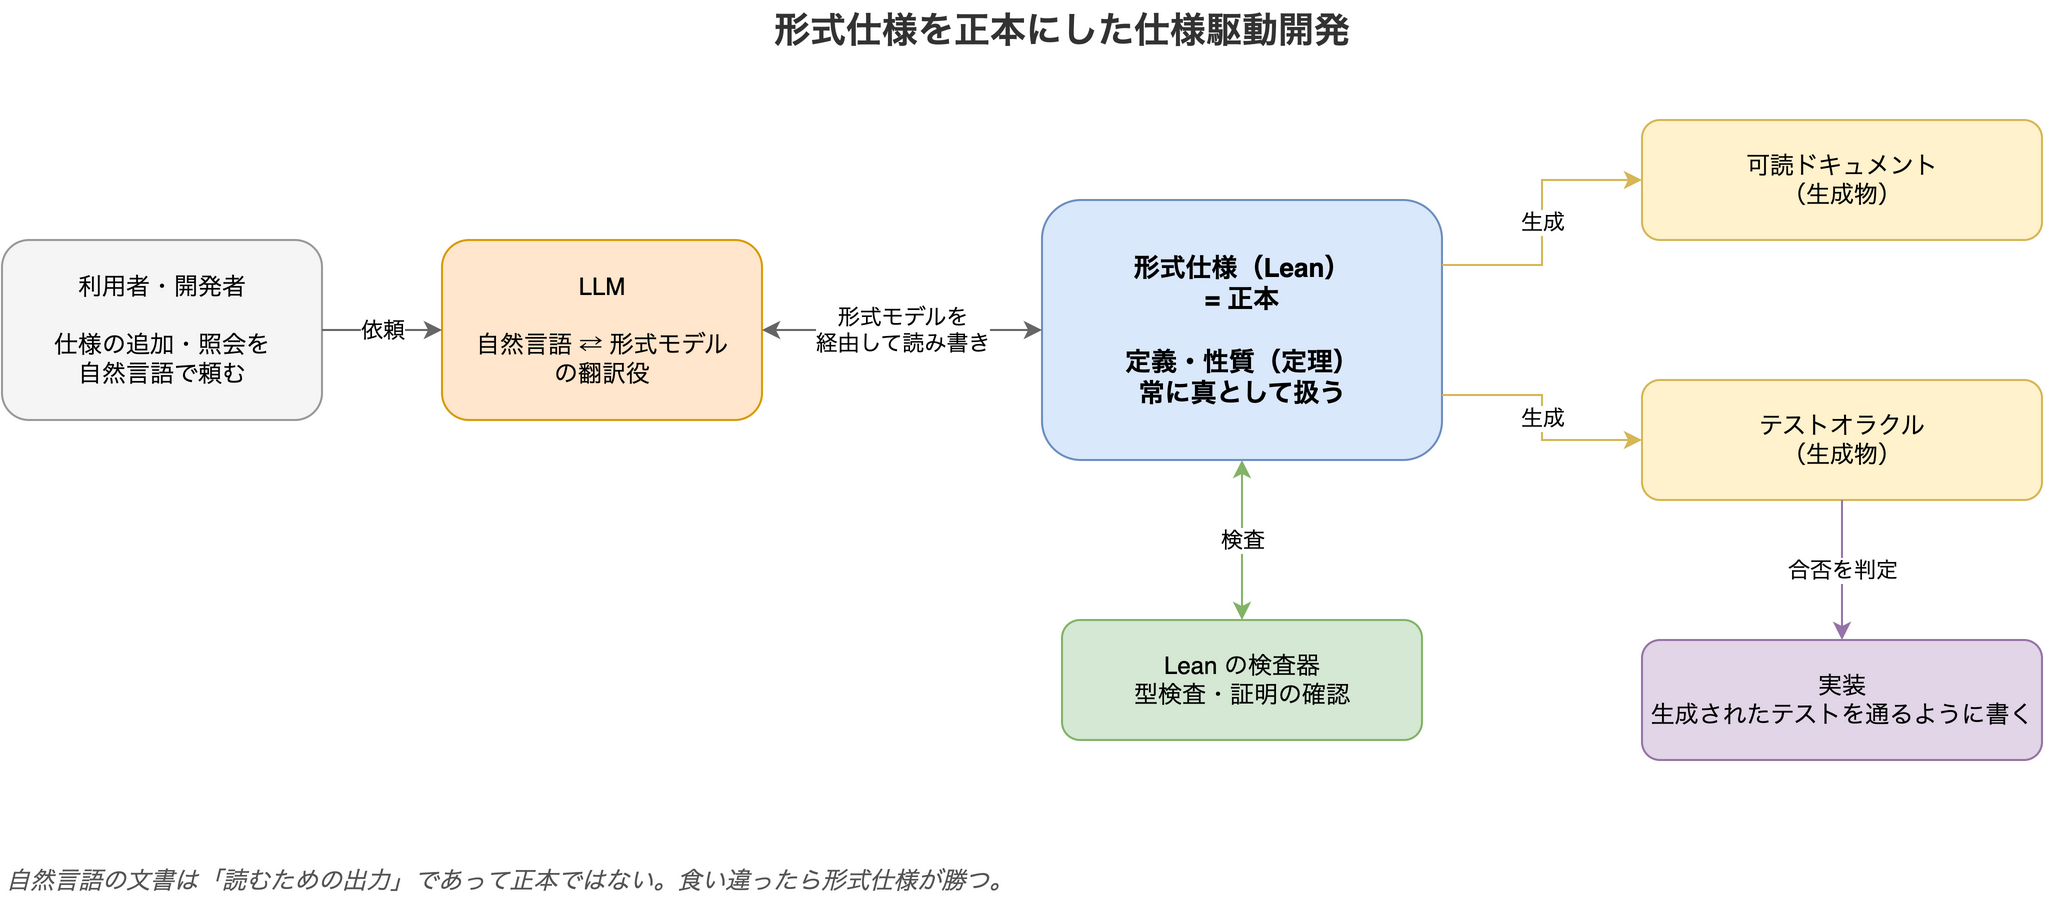 形式仕様を正本にした仕様駆動開発
利用者・開発者
仕様の追加・照会を
自然言語で頼む
依頼
LLM
自然言語 ⇄ 形式モデル
の翻訳役
形式モデルを
経由して読み書き
形式仕様（Lean）
= 正本
定義・性質（定理）
常に真として扱う
生成
可読ドキュメント
（生成物）
生成
テストオラクル
（生成物）
検査
合否を判定
Lean の検査器
型検査・証明の確認
実装
生成されたテストを通るように書く
自然言語の文書は「読むための出力」であって正本ではない。食い違ったら形式仕様が勝つ。